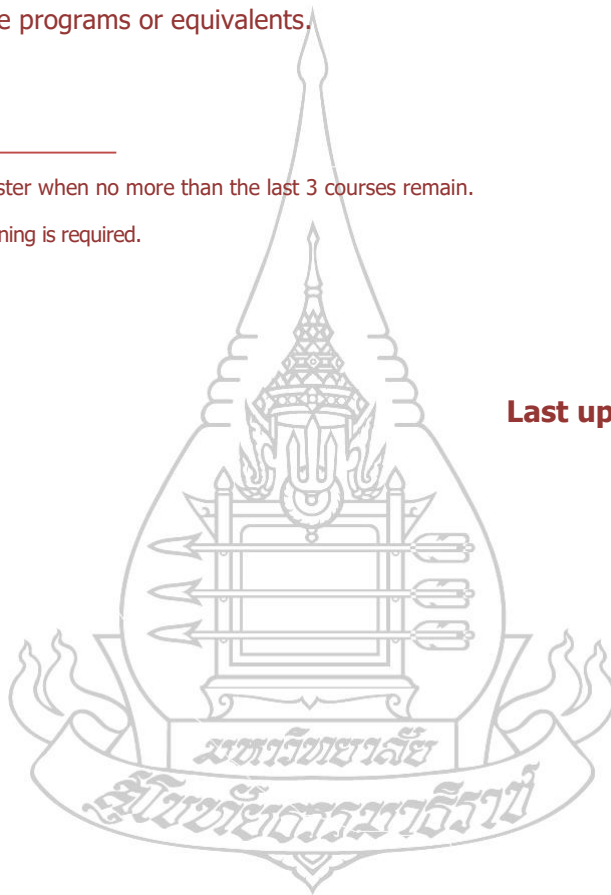 e programs or equivalents.
ster when no more than the last 3 courses remain.
ning is required.
Last up
มหาวิทยาลัย
สุโขทัยธรรมาธิราช